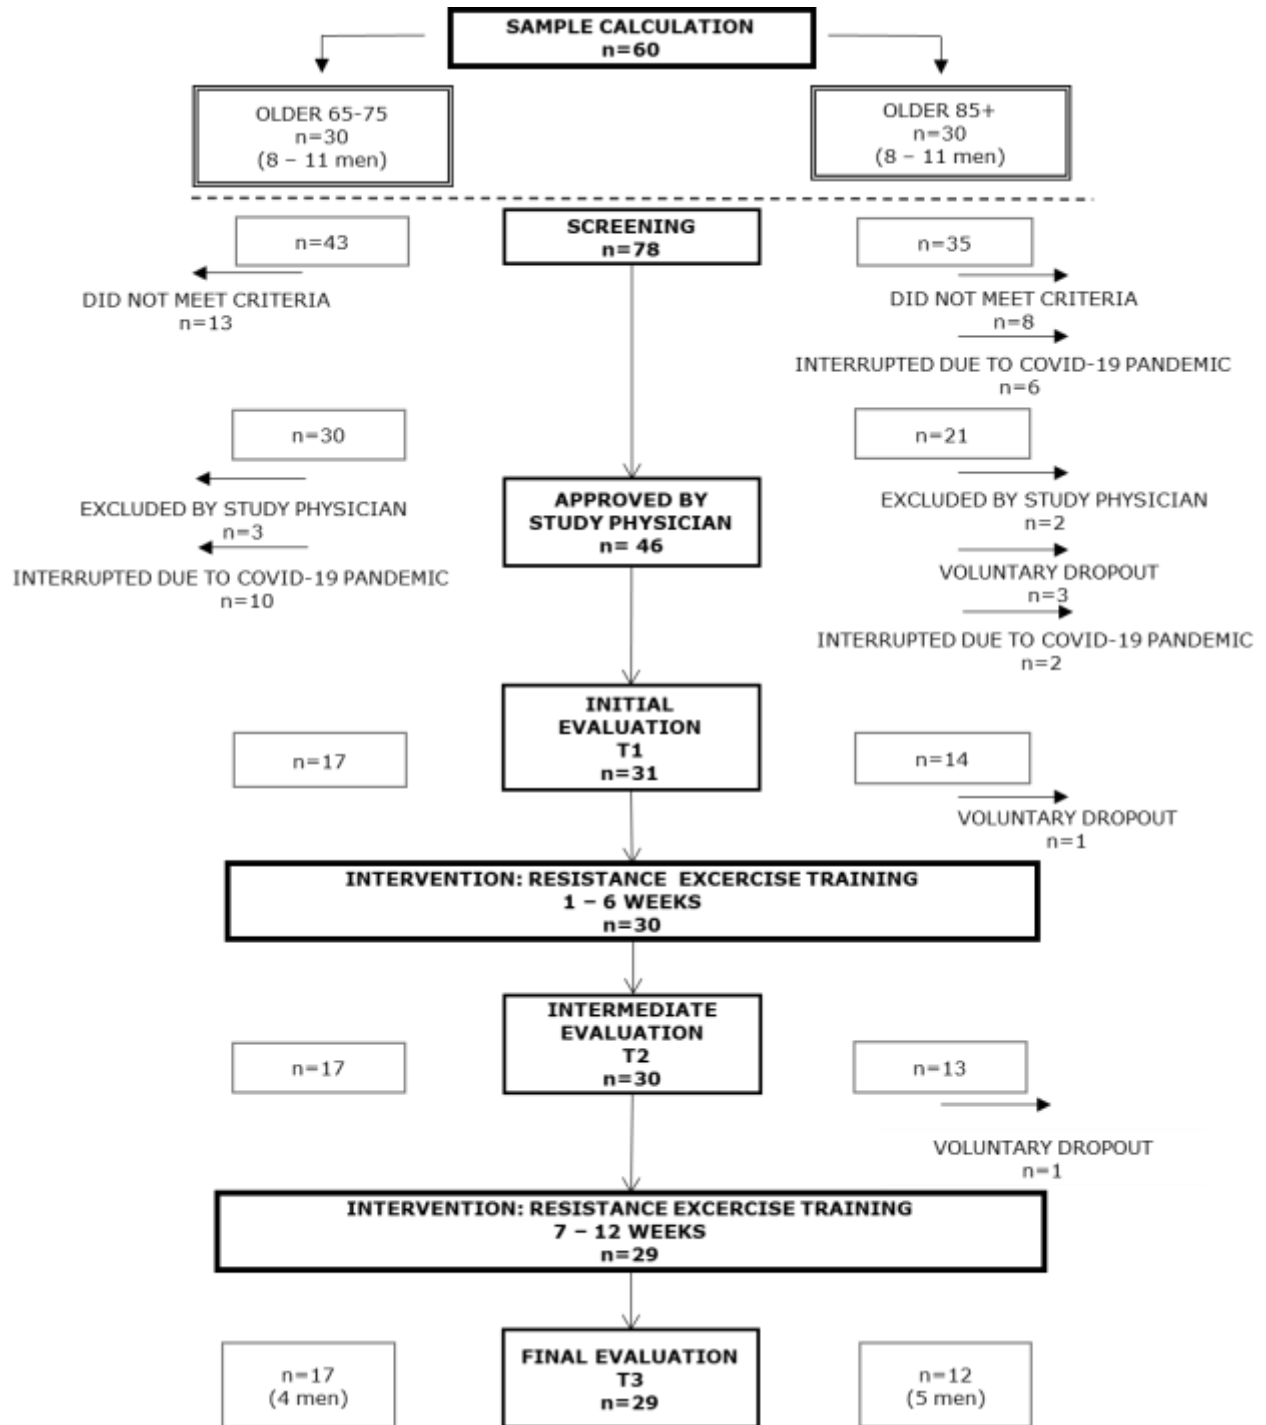 SAMPLE CALCULATION
n=60
OLDER 65-75
n=30
(8 – 11 men)
OLDER 85+
n=30
(8 – 11 men)
n=43
SCREENING
n=78
n=35
DID NOT MEET CRITERIA
n=13
DID NOT MEET CRITERIA
n=8
INTERRUPTED DUE TO COVID-19 PANDEMIC
n=6
n=30
n=21
EXCLUDED BY STUDY PHYSICIAN
n=3
INTERRUPTED DUE TO COVID-19 PANDEMIC
n=10
APPROVED BY
STUDY PHYSICIAN
n= 46
EXCLUDED BY STUDY PHYSICIAN
n=2
VOLUNTARY DROPOUT
n=3
INTERRUPTED DUE TO COVID-19 PANDEMIC
n=2
n=17
INITIAL
EVALUATION
T1
n=31
n=14
VOLUNTARY DROPOUT
n=1
INTERVENTION: RESISTANCE EXCERCISE TRAINING
1 – 6 WEEKS
n=30
n=17
INTERMEDIATE
EVALUATION
T2
n=30
n=13
VOLUNTARY DROPOUT
n=1
INTERVENTION: RESISTANCE EXCERCISE TRAINING
7 – 12 WEEKS
n=29
n=17
(4 men)
FINAL EVALUATION
T3
n=29
n=12
(5 men)